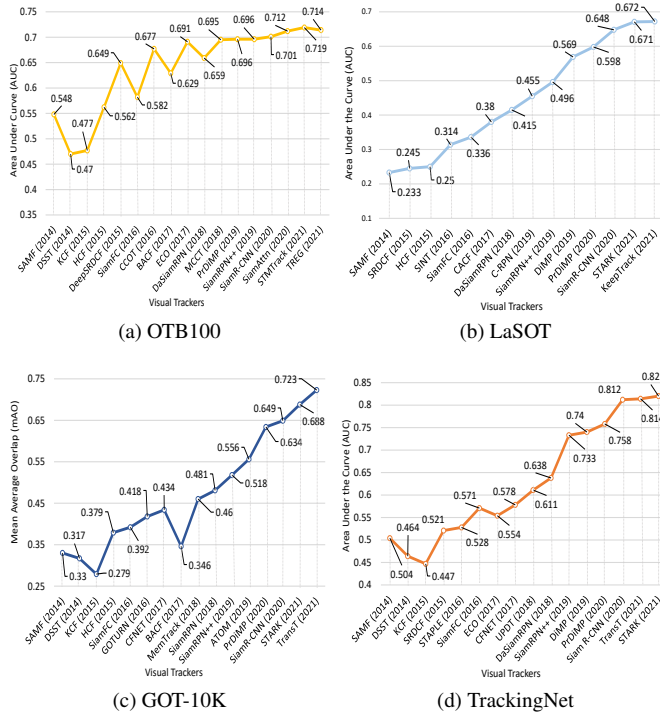 0.75
0.65
0.55
0.5
0.45
0.35
Area Under Curve (AUC)
0.548
0.47
0.477
0.562
0.649
0.582
0.677
0.629
0.691
0.659
0.695
0.696
0.696
0.701
0.712
0.719
0.714
SAMF (2014)
DSST (2014)
KCF (2015)
HCF (2015)
DeepSRDCF (2015)
SiamFC (2016)
CCOT (2016)
BACF (2017)
ECO (2017)
DaSiamRPN (2018)
MCCT (2018)
PrDiMP (2019)
SiamRPN++ (2019)
SiamR-CNN (2020)
SiamAttn (2020)
STMTrack (2021)
TREG (2021)
Visual Trackers
(a) OTB100
0.7
0.6
0.5
0.4
0.3
0.2
0.1
Area Under the Curve (AUC)
0.233
0.245
0.25
0.314
0.336
0.38
0.415
0.455
0.496
0.569
0.598
0.648
0.671
0.672
SAMF (2014)
SRDCF (2015)
HCF (2015)
SiNT (2016)
SiamFC (2016)
CACF (2017)
DaSiamRPN (2018)
C-RPN (2019)
SiamRPN++ (2019)
DiMP (2019)
PrDiMP (2020)
SiamR-CNN (2020)
STARK (2021)
KeepTrack (2021)
Visual Trackers
(b) LaSOT
0.75
0.65
0.55
0.45
0.35
0.25
Mean Average Overlap (mAO)
0.33
0.317
0.279
0.379
0.392
0.418
0.434
0.346
0.46
0.481
0.518
0.556
0.634
0.649
0.688
0.723
SAMF (2014)
DSST (2014)
KCF (2015)
HCF (2015)
SiamFC (2016)
GOTURN (2016)
CFNET (2017)
BACF (2017)
MemTrack (2018)
SiamRPN (2018)
SiamRPN++ (2019)
ATOM (2019)
PrDiMP (2020)
SiamR-CNN (2020)
STARK (2021)
TransT (2021)
Visual Trackers
(c) GOT-10K
0.85
0.8
0.75
0.7
0.65
0.6
0.55
0.5
0.45
0.4
Area Under the Curve (AUC)
0.504
0.464
0.447
0.521
0.528
0.571
0.554
0.578
0.611
0.638
0.733
0.74
0.758
0.812
0.814
0.82
SAMF (2014)
DSST (2014)
KCF (2015)
SRDCF (2015)
STAPLE (2016)
SiamFC (2016)
ECO (2017)
CFNET (2017)
UPDT (2018)
DaSiamRPN (2018)
SiamRPN++ (2019)
DiMP (2019)
PrDiMP (2020)
Siam R-CNN (2020)
TransT (2021)
STARK (2021)
Visual Trackers
(d) TrackingNet